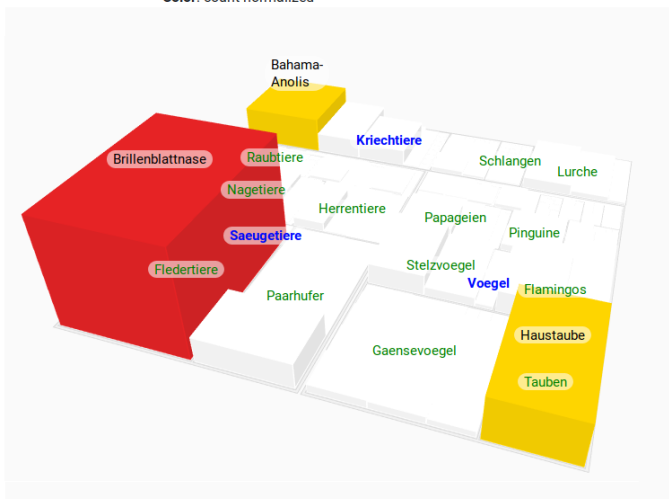 Bahama-
Anolis
Kriechtiere
Brillenblattnase
Raubtiere
Schlangen
Lurche
Nagetiere
Herrentiere
Papageien
Saeugetiere
Pinguine
Fledertiere
Stelzvoegel
Voegel
Flamingos
Paarhufer
Haustaube
Gaensevoegel
Tauben